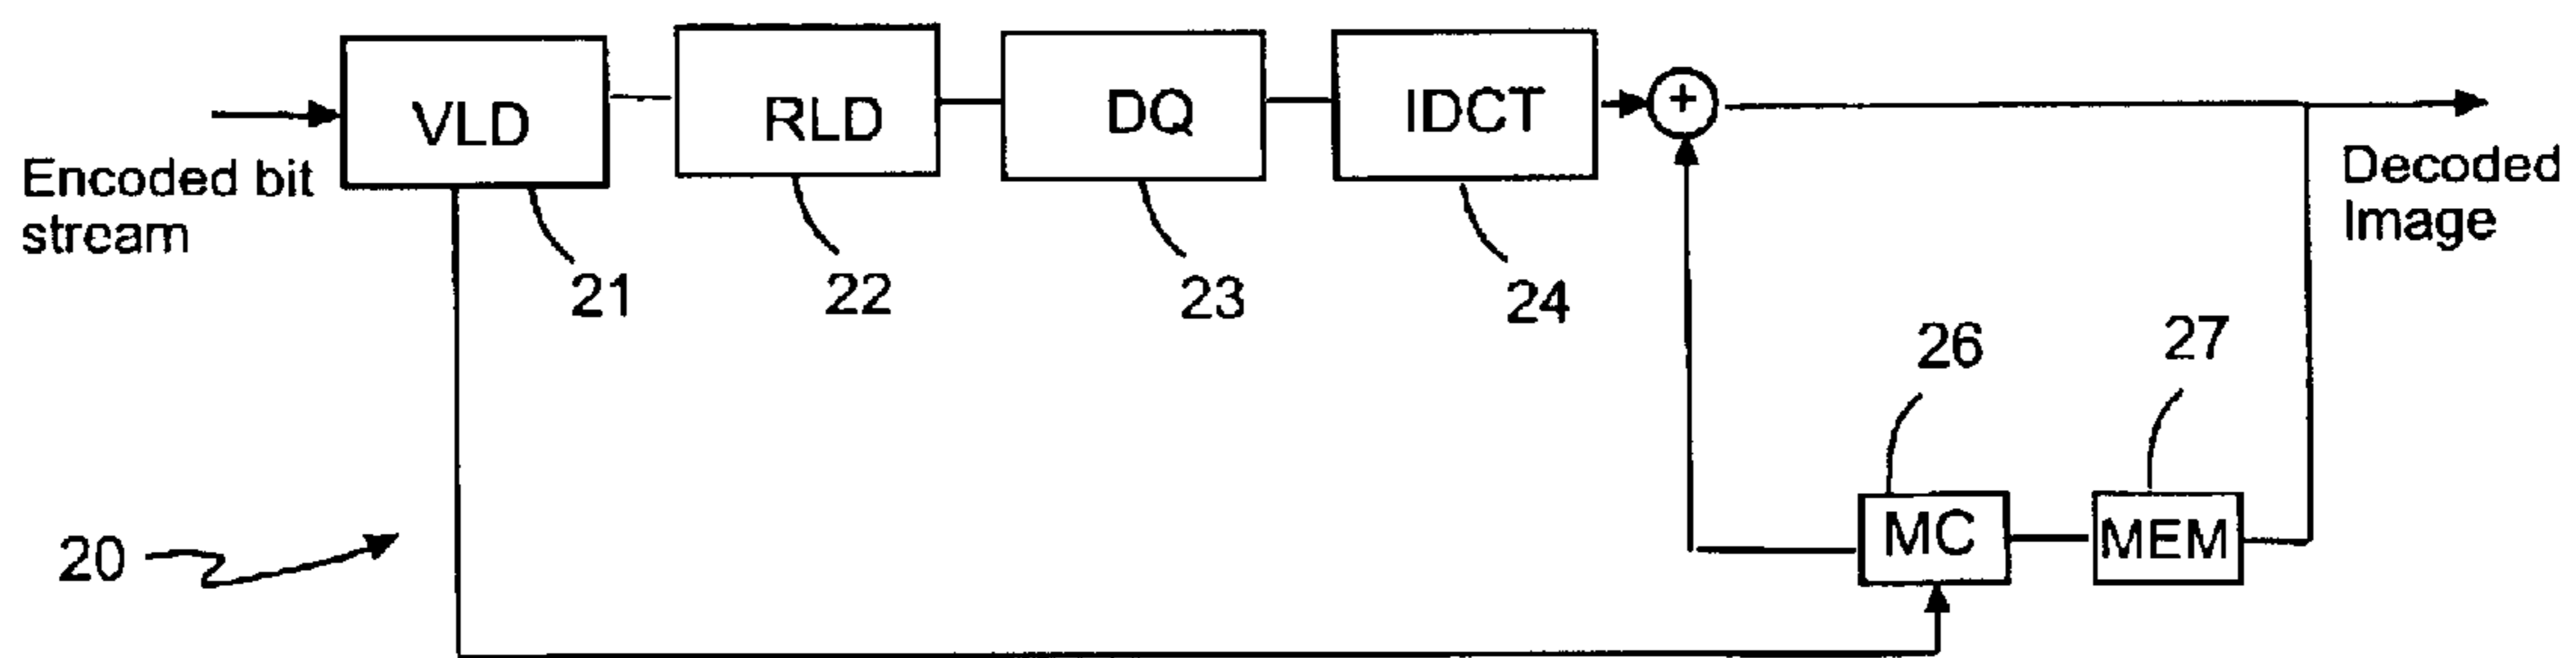 VLD
RLD
DQ
IDCT
+
Encoded bit
stream
Decoded
Image
21
22
23
24
26
27
MC
MEM
20